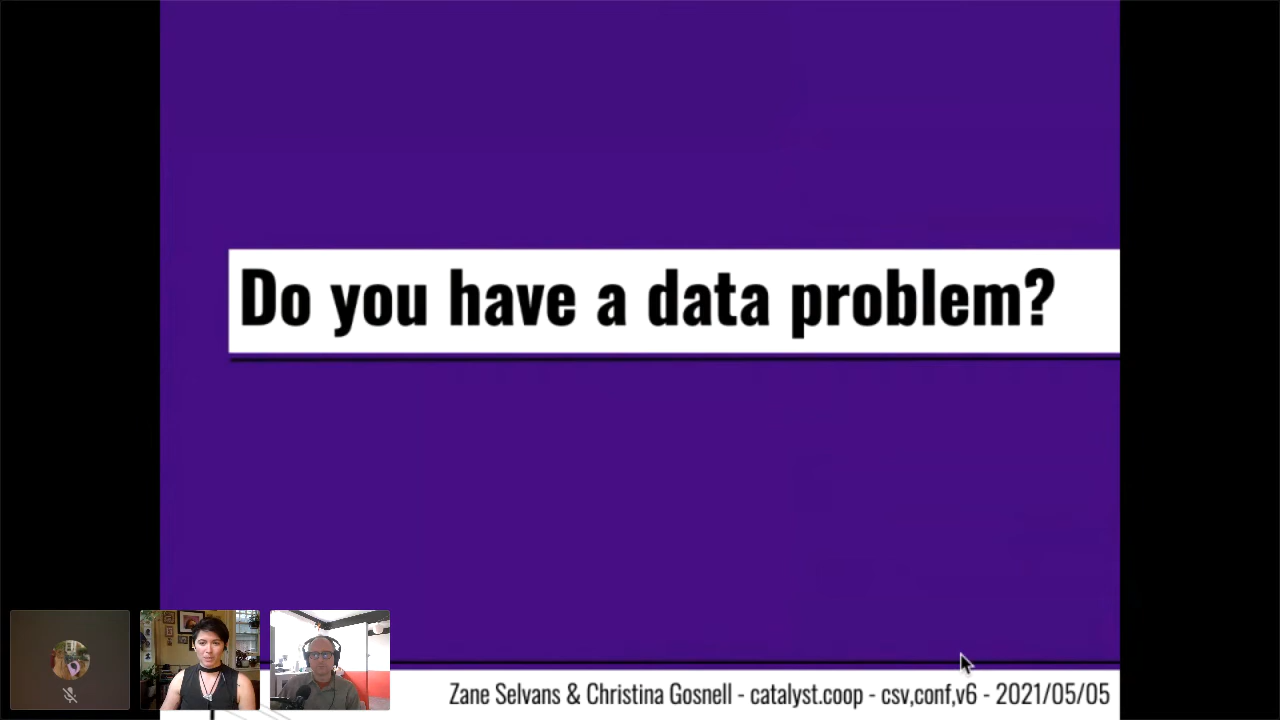 Do you have a data problem?
Zane Selvans & Christina Gosnell - catalyst.coop - csv,conf,v6 - 2021/05/05